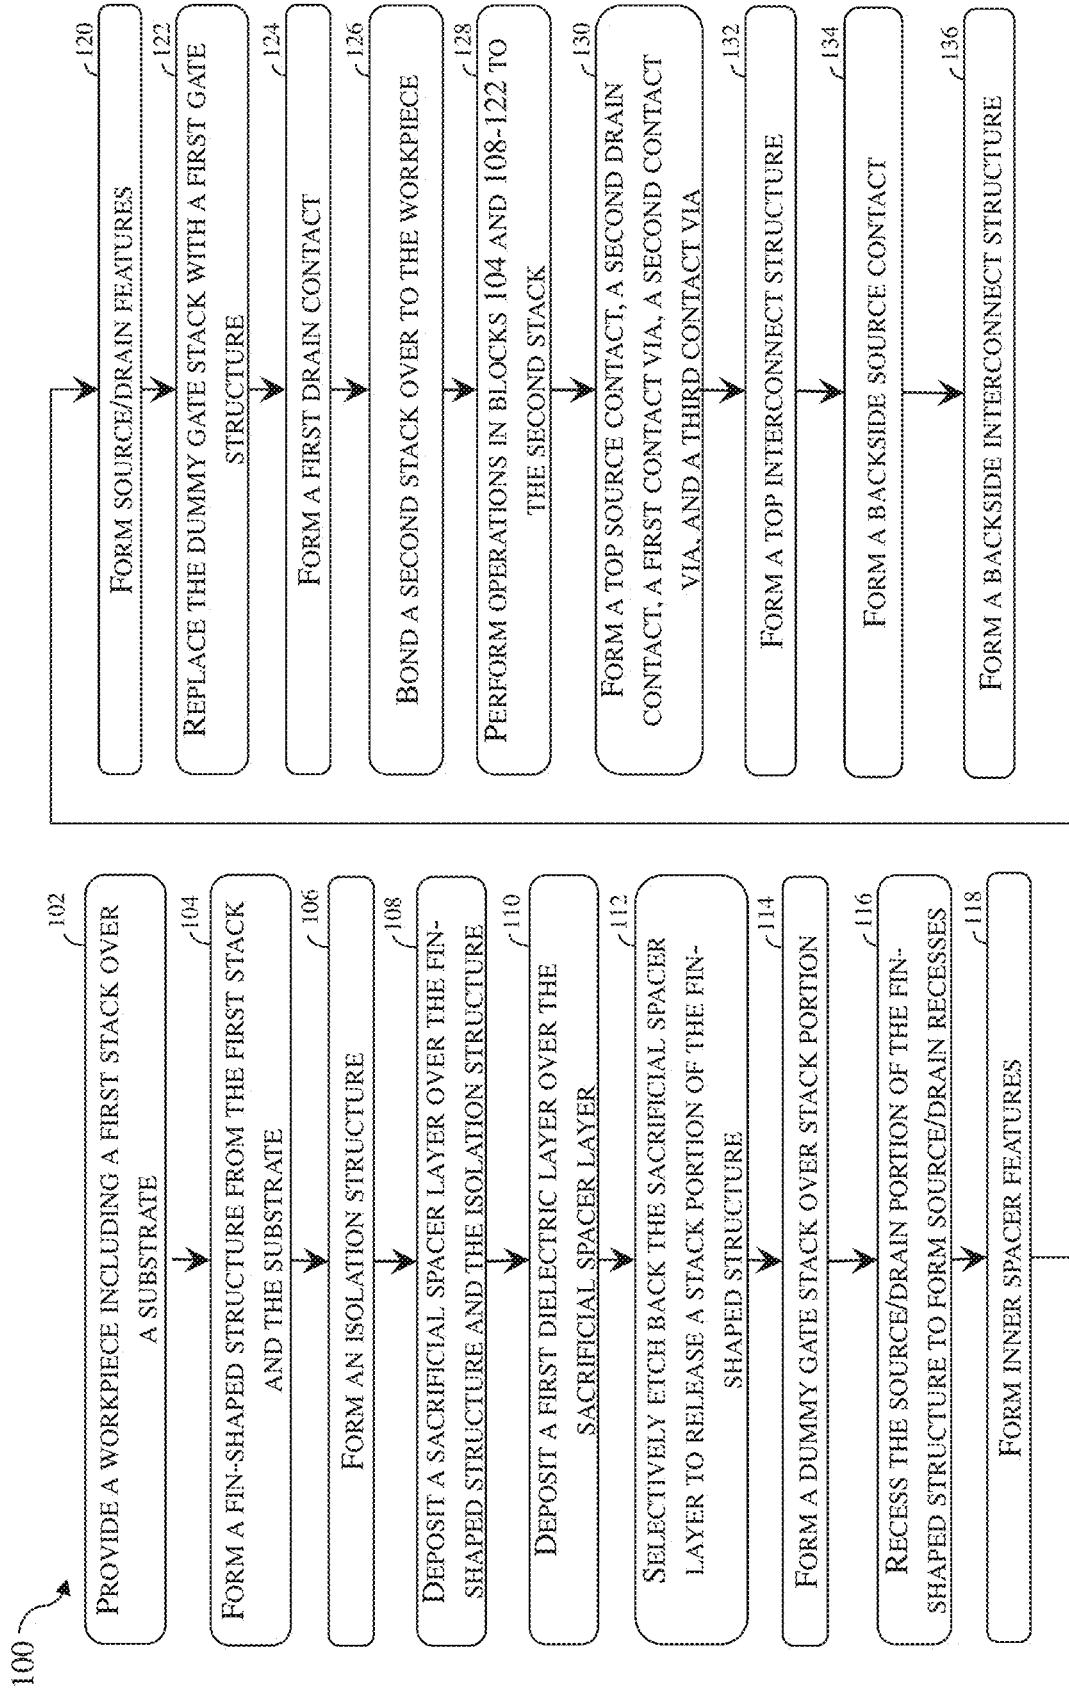 100
102
PROVIDE A WORKPIECE INCLUDING A FIRST STACK OVER
A SUBSTRATE
104
FORM A FIN-SHAPED STRUCTURE FROM THE FIRST STACK
AND THE SUBSTRATE
106
FORM AN ISOLATION STRUCTURE
108
DEPOSIT A SACRIFICIAL SPACER LAYER OVER THE FIN-
SHAPED STRUCTURE AND THE ISOLATION STRUCTURE
110
DEPOSIT A FIRST DIELECTRIC LAYER OVER THE
SACRIFICIAL SPACER LAYER
112
SELECTIVELY ETCH BACK THE SACRIFICIAL SPACER
LAYER TO RELEASE A STACK PORTION OF THE FIN-
SHAPED STRUCTURE
114
FORM A DUMMY GATE STACK OVER STACK PORTION
116
RECESS THE SOURCE/DRAIN PORTION OF THE FIN-
SHAPED STRUCTURE TO FORM SOURCE/DRAIN RECESSES
118
FORM INNER SPACER FEATURES
120
FORM SOURCE/DRAIN FEATURES
122
REPLACE THE DUMMY GATE STACK WITH A FIRST GATE
STRUCTURE
124
FORM A FIRST DRAIN CONTACT
126
BOND A SECOND STACK OVER TO THE WORKPIECE
128
PERFORM OPERATIONS IN BLOCKS 104 AND 108-122 TO
THE SECOND STACK
130
FORM A TOP SOURCE CONTACT, A SECOND DRAIN
CONTACT, A FIRST CONTACT VIA, A SECOND CONTACT
VIA, AND A THIRD CONTACT VIA
132
FORM A TOP INTERCONNECT STRUCTURE
134
FORM A BACKSIDE SOURCE CONTACT
136
FORM A BACKSIDE INTERCONNECT STRUCTURE